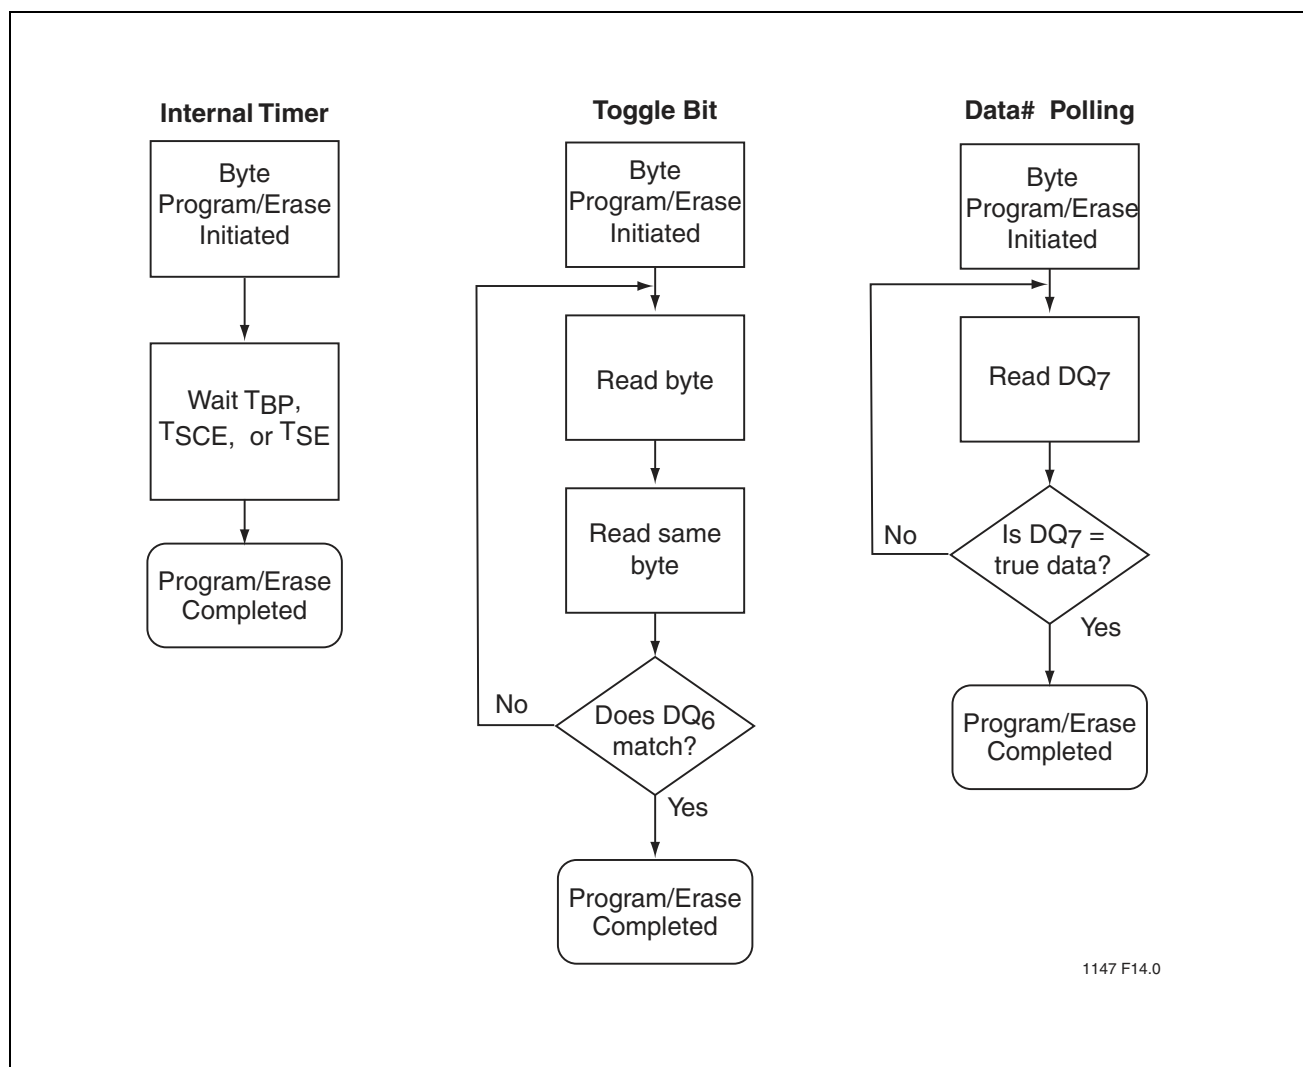 Internal Timer
Byte
Program/Erase
Initiated
Wait TBP,
TSCE, or TSE
Program/Erase
Completed
Toggle Bit
Byte
Program/Erase
Initiated
Read byte
Read same
byte
No
Does DQ6
match?
Yes
Program/Erase
Completed
Data# Polling
Byte
Program/Erase
Initiated
Read DQ7
No
Is DQ7 =
true data?
Yes
Program/Erase
Completed
1147 F14.0